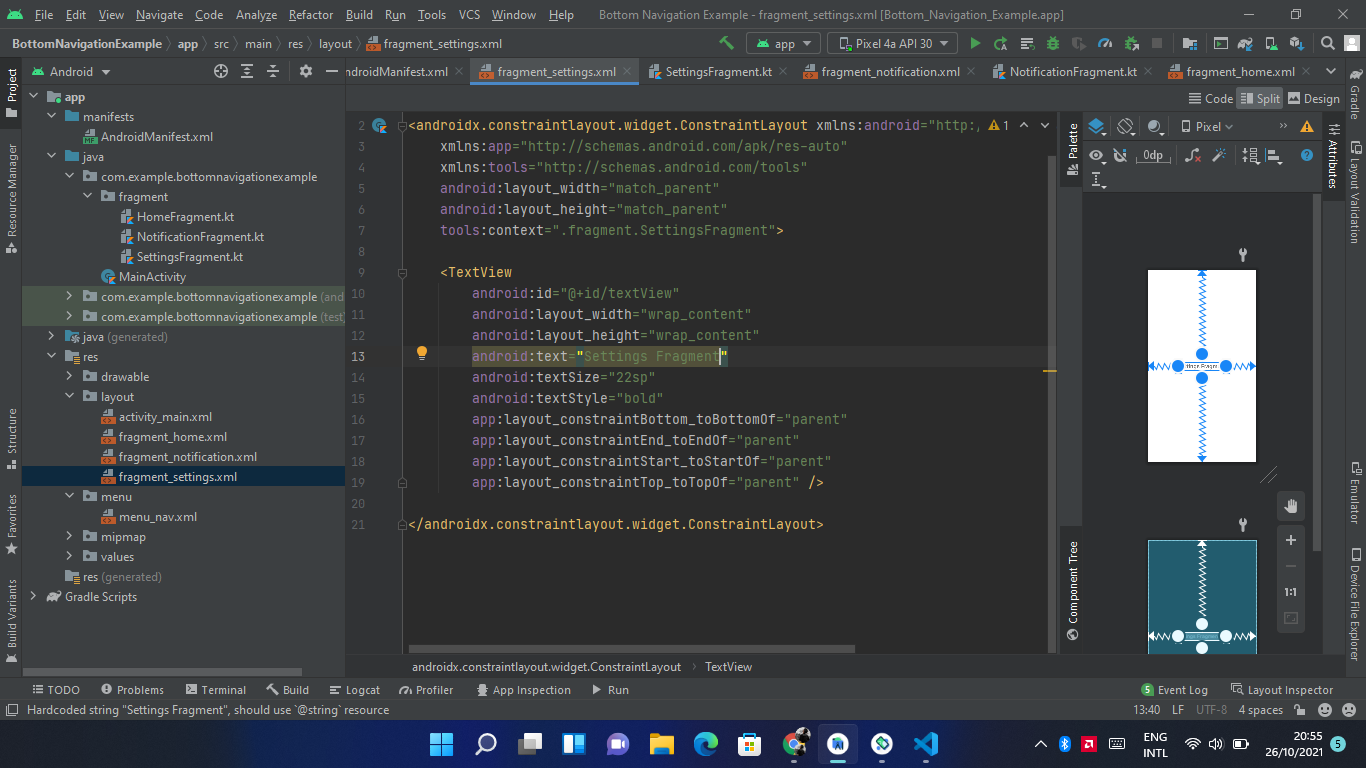 File Edit View Navigate Code Analyze Refactor Build Run Tools VCS Window Help Bottom Navigation Example - fragment_settings.xml [Bottom_Navigation_Example.app]
BottomNavigationExample app src main res layout fragment_settings.xml app Pixel 4a API 30
Android ndroidManifest.xml fragment_settings.xml SettingsFragment.kt fragment_notification.xml NotificationFragment.kt fragment_home.xml
Code Split Design
Project
Resource Manager
Structure
Favorites
Build Variants
app
manifests
AndroidManifest.xml
java
com.example.bottomnavigationexample
fragment
HomeFragment.kt
NotificationFragment.kt
SettingsFragment.kt
MainActivity
com.example.bottomnavigationexample (and
com.example.bottomnavigationexample (test)
java (generated)
res
drawable
layout
activity_main.xml
fragment_home.xml
fragment_notification.xml
fragment_settings.xml
menu
menu_nav.xml
mipmap
values
res (generated)
Gradle Scripts
2 <androidx.constraintlayout.widget.ConstraintLayout xmlns:android="http:/ 1
3 xmlns:app="http://schemas.android.com/apk/res-auto"
4 xmlns:tools="http://schemas.android.com/tools"
5 android:layout_width="match_parent"
6 android:layout_height="match_parent"
7 tools:context=".fragment.SettingsFragment">
8
9 <TextView
10 android:id="@+id/textView"
11 android:layout_width="wrap_content"
12 android:layout_height="wrap_content"
13 android:text="Settings Fragment"
14 android:textSize="22sp"
15 android:textStyle="bold"
16 app:layout_constraintBottom_toBottomOf="parent"
17 app:layout_constraintEnd_toEndOf="parent"
18 app:layout_constraintStart_toStartOf="parent"
19 app:layout_constraintTop_toTopOf="parent" />
20
21 </androidx.constraintlayout.widget.ConstraintLayout>
Palette
Component Tree
Pixel
0dp
1:1
Attributes
Gradle
Layout Validation
Emulator
Device File Explorer
androidx.constraintlayout.widget.ConstraintLayout TextView
TODO Problems Terminal Build Logcat Profiler App Inspection Run 5 Event Log Layout Inspector
Hardcoded string "Settings Fragment", should use `@string` resource 13:40 LF UTF-8 4 spaces
ENG
INTL
20:55
26/10/2021
5